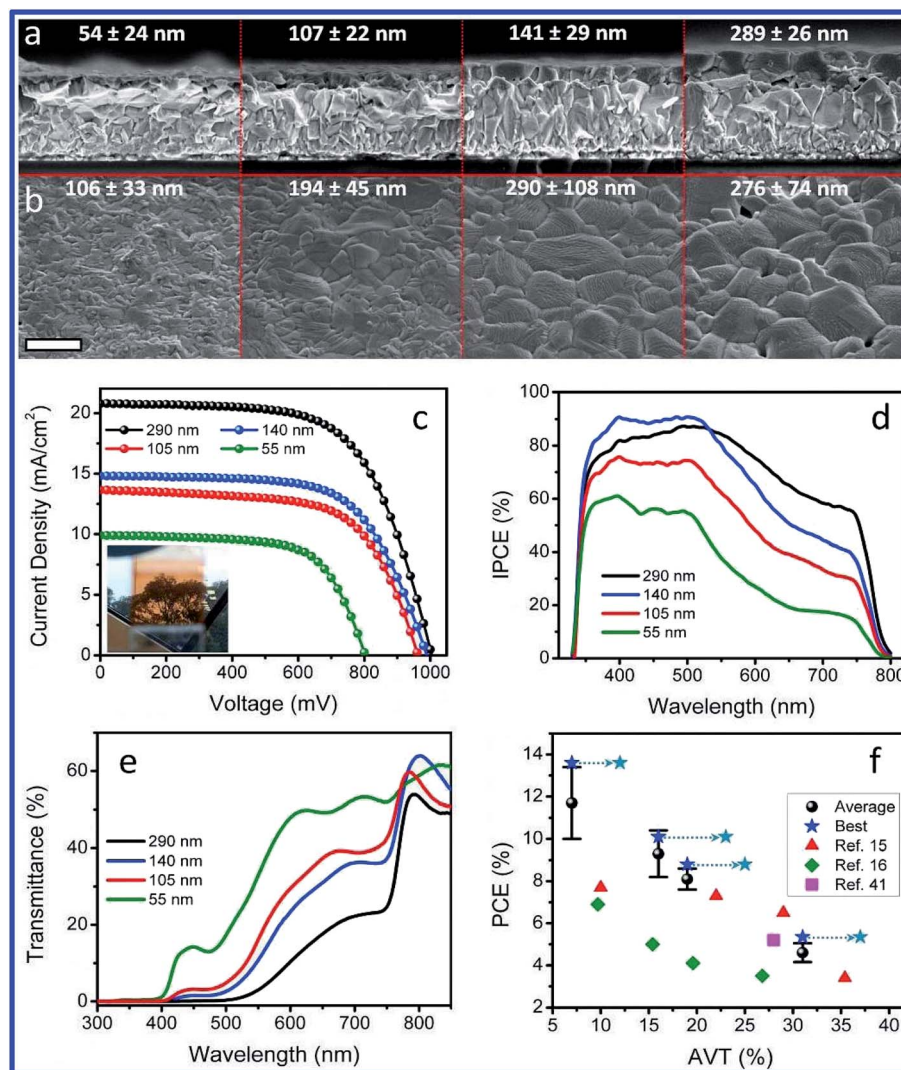 a
54 ± 24 nm 107 ± 22 nm 141 ± 29 nm 289 ± 26 nm
b
106 ± 33 nm 194 ± 45 nm 290 ± 108 nm 276 ± 74 nm
c
Current Density (mA/cm²)
20
15
10
5
0
290 nm 140 nm
105 nm 55 nm
0 200 400 600 800 1000
Voltage (mV)
d
IPCE (%)
100
80
60
40
20
0
290 nm
140 nm
105 nm
55 nm
400 500 600 700 800
Wavelength (nm)
e
Transmittance (%)
60
40
20
0
290 nm
140 nm
105 nm
55 nm
300 400 500 600 700 800
Wavelength (nm)
f
PCE (%)
14
12
10
8
6
4
2
Average
Best
Ref. 15
Ref. 16
Ref. 41
5 10 15 20 25 30 35 40
AVT (%)